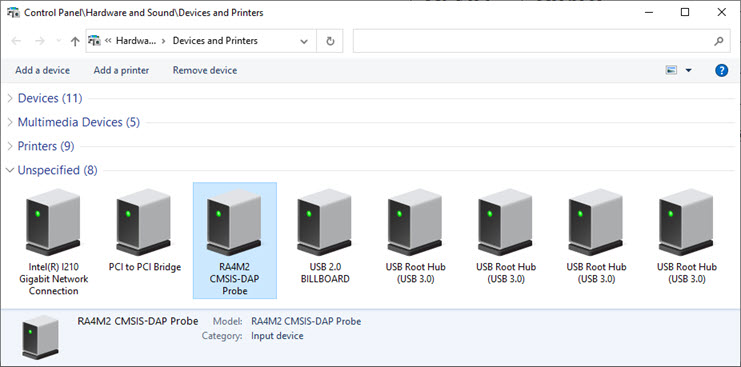 Control Panel\Hardware and Sound\Devices and Printers
« Hardwa... > Devices and Printers
Add a device Add a printer Remove device
Devices (11)
Multimedia Devices (5)
Printers (9)
Unspecified (8)
Intel(R) I210 Gigabit Network Connection
PCI to PCI Bridge
RA4M2 CMSIS-DAP Probe
USB 2.0 BILLBOARD
USB Root Hub (USB 3.0)
USB Root Hub (USB 3.0)
USB Root Hub (USB 3.0)
USB Root Hub (USB 3.0)
RA4M2 CMSIS-DAP Probe Model: RA4M2 CMSIS-DAP Probe
Category: Input device